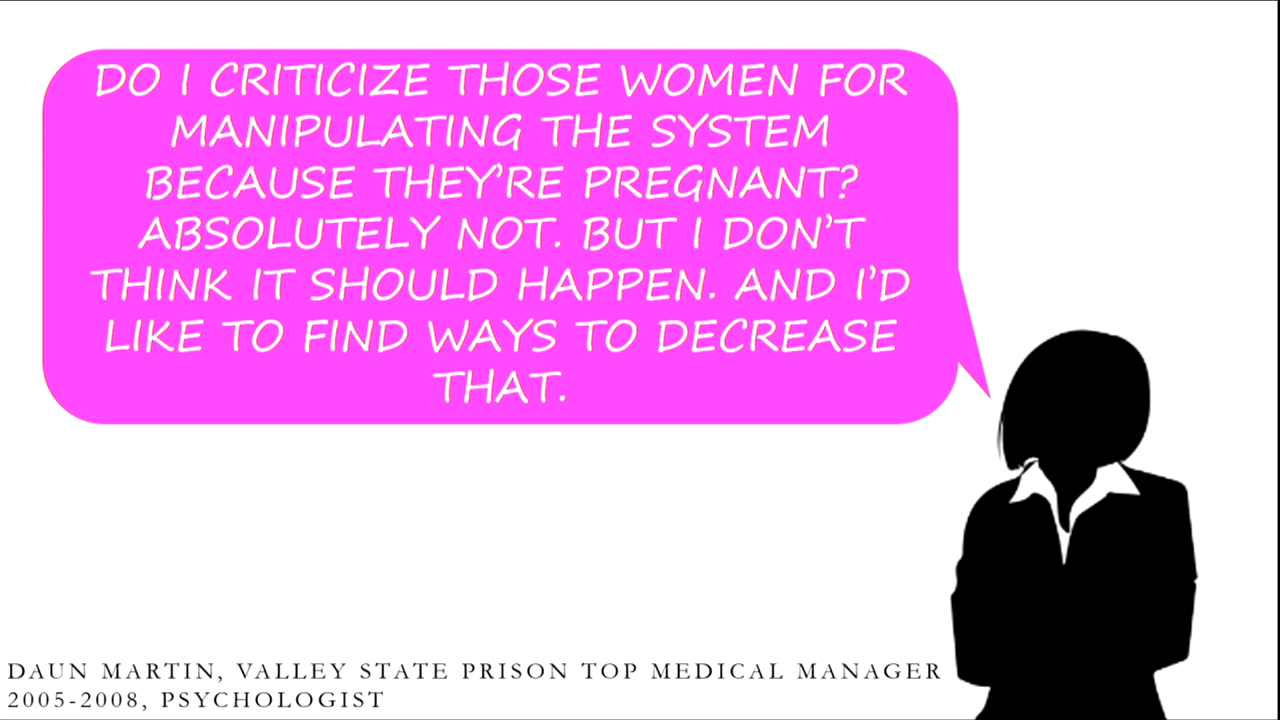 DO I CRITICIZE THOSE WOMEN FOR
MANIPULATING THE SYSTEM
BECAUSE THEY’RE PREGNANT?
ABSOLUTELY NOT. BUT I DON’T
THINK IT SHOULD HAPPEN. AND I’D
LIKE TO FIND WAYS TO DECREASE
THAT.
DAUN MARTIN, VALLEY STATE PRISON TOP MEDICAL MANAGER
2005-2008, PSYCHOLOGIST